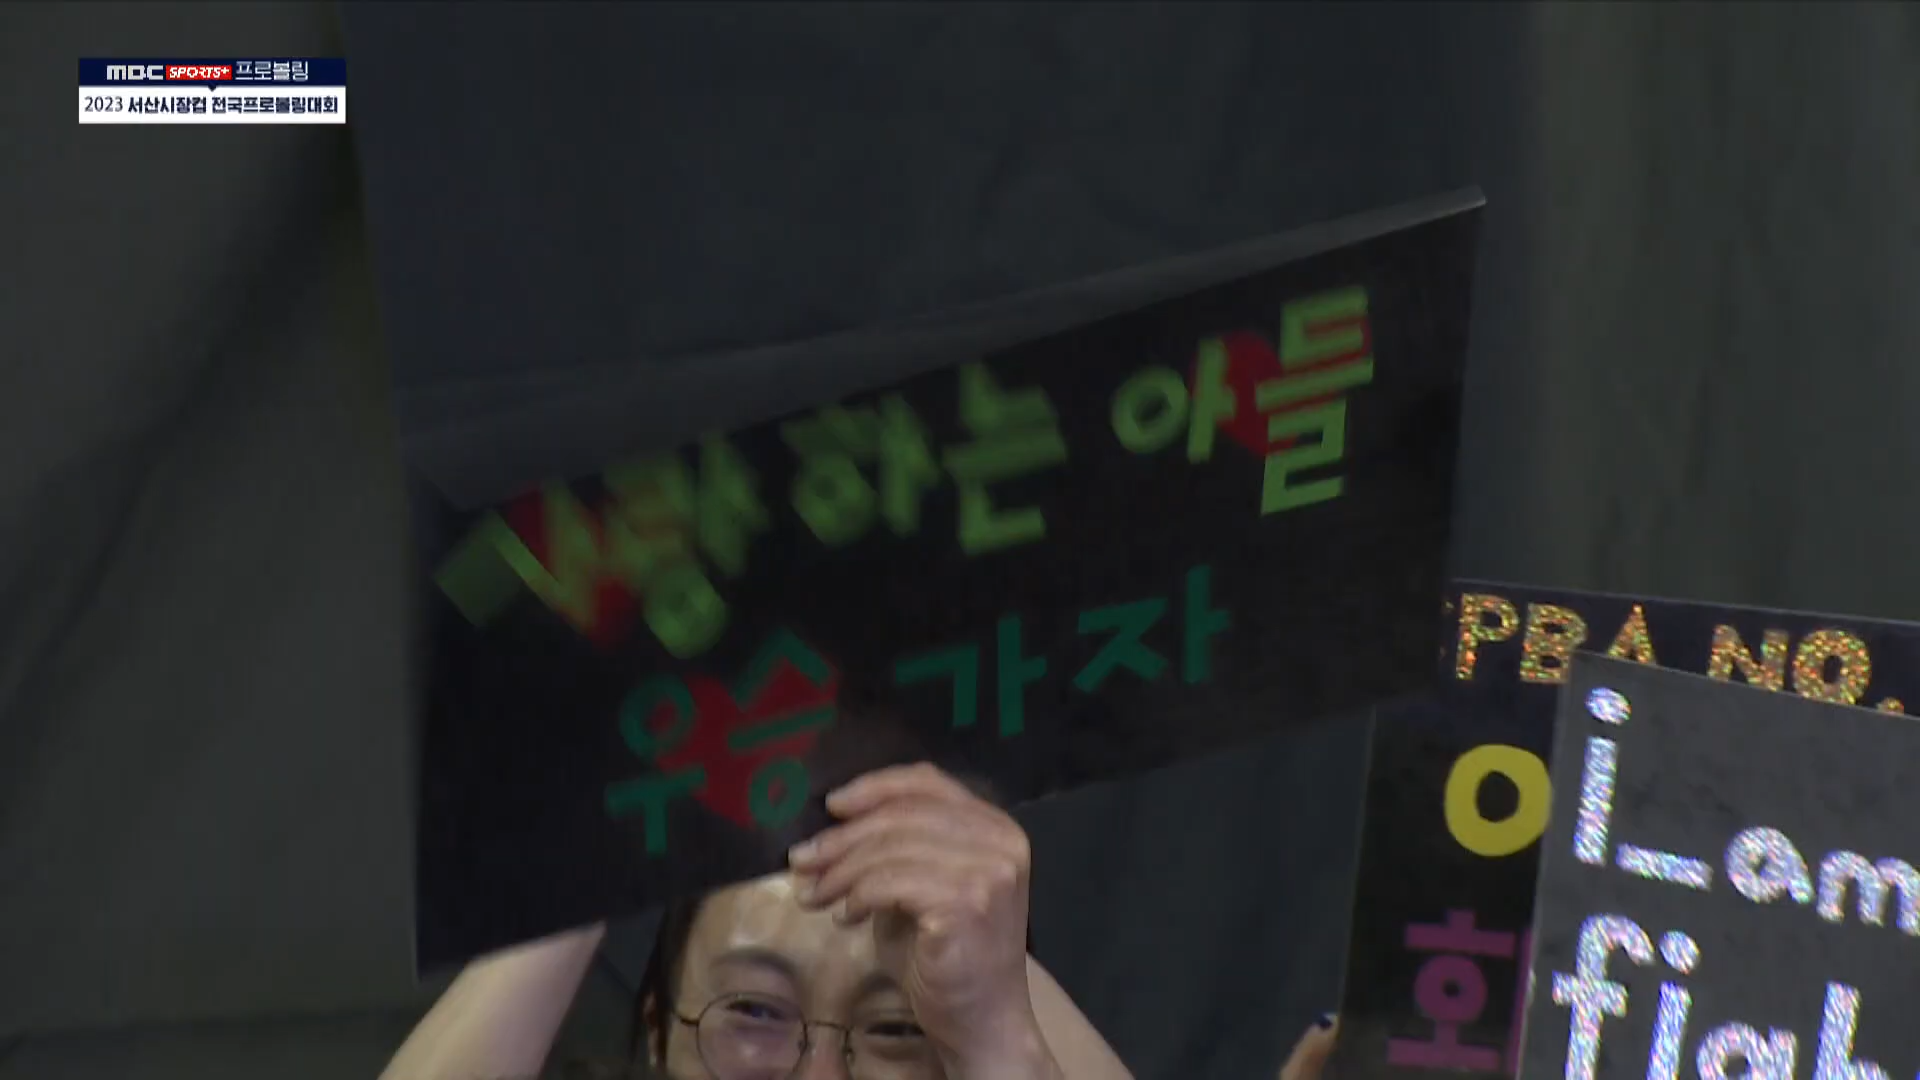 MBC SPORTS+ 프로볼링
2023 서산시장컵 전국프로볼링대회
사랑하는 아들
우승 가자
PBA NO.
i_am
figh